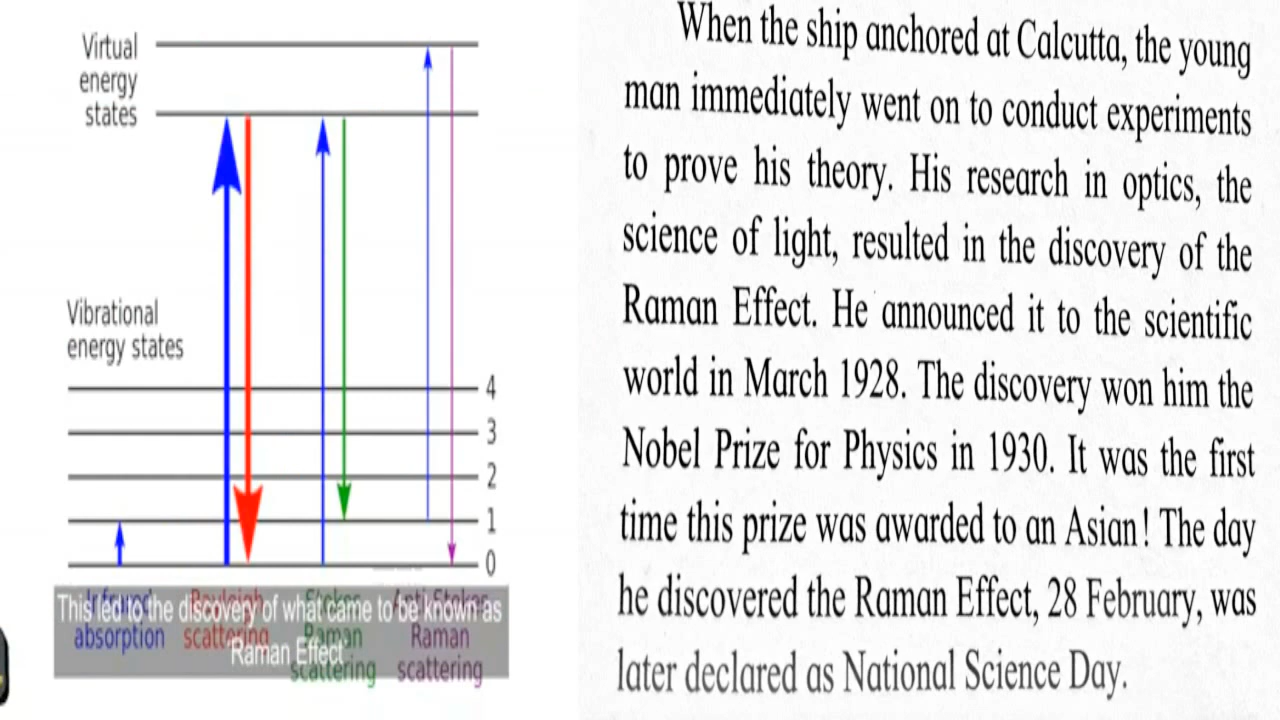 Virtual
energy
states
Vibrational
energy states
4
3
2
1
0
Infrared
absorption
Rayleigh
scattering
Stokes
Raman
scattering
Anti-Stokes
Raman
scattering
This led to the discovery of what came to be known as
Raman Effect
When the ship anchored at Calcutta, the young
man immediately went on to conduct experiments
to prove his theory. His research in optics, the
science of light, resulted in the discovery of the
Raman Effect. He announced it to the scientific
world in March 1928. The discovery won him the
Nobel Prize for Physics in 1930. It was the first
time this prize was awarded to an Asian! The day
he discovered the Raman Effect, 28 February, was
later declared as National Science Day.